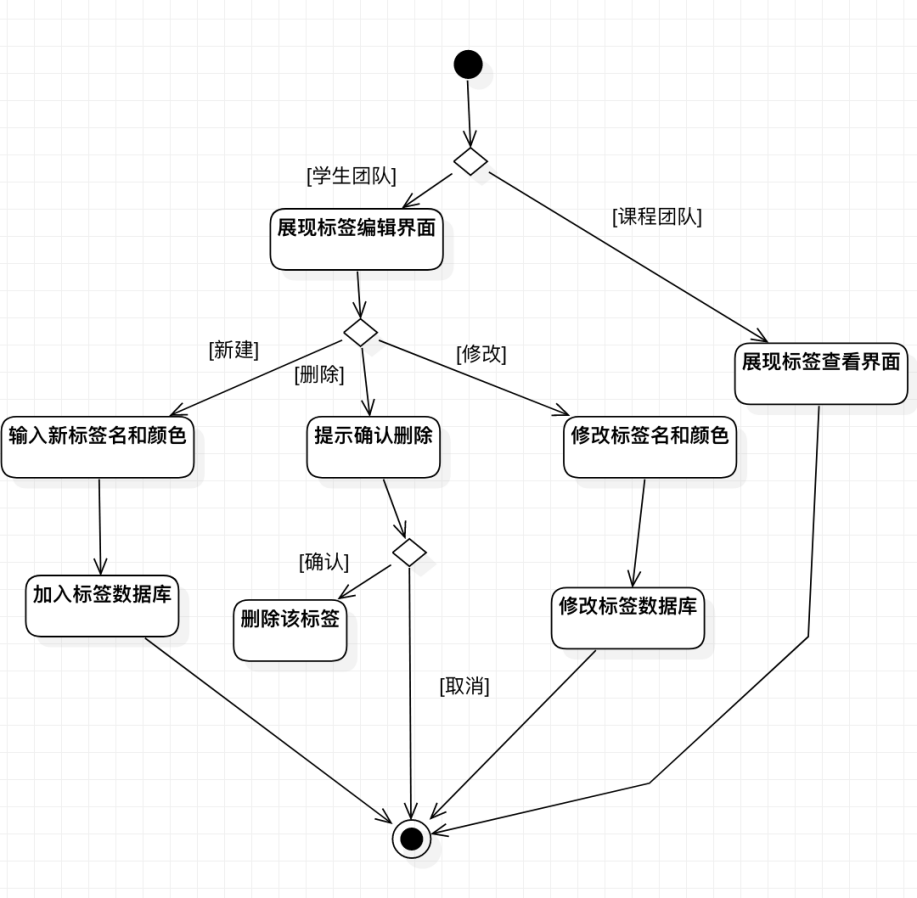 [学生团队]
[课程团队]
展现标签编辑界面
[新建]
[删除]
[修改]
展现标签查看界面
输入新标签名和颜色
提示确认删除
修改标签名和颜色
[确认]
加入标签数据库
删除该标签
修改标签数据库
[取消]